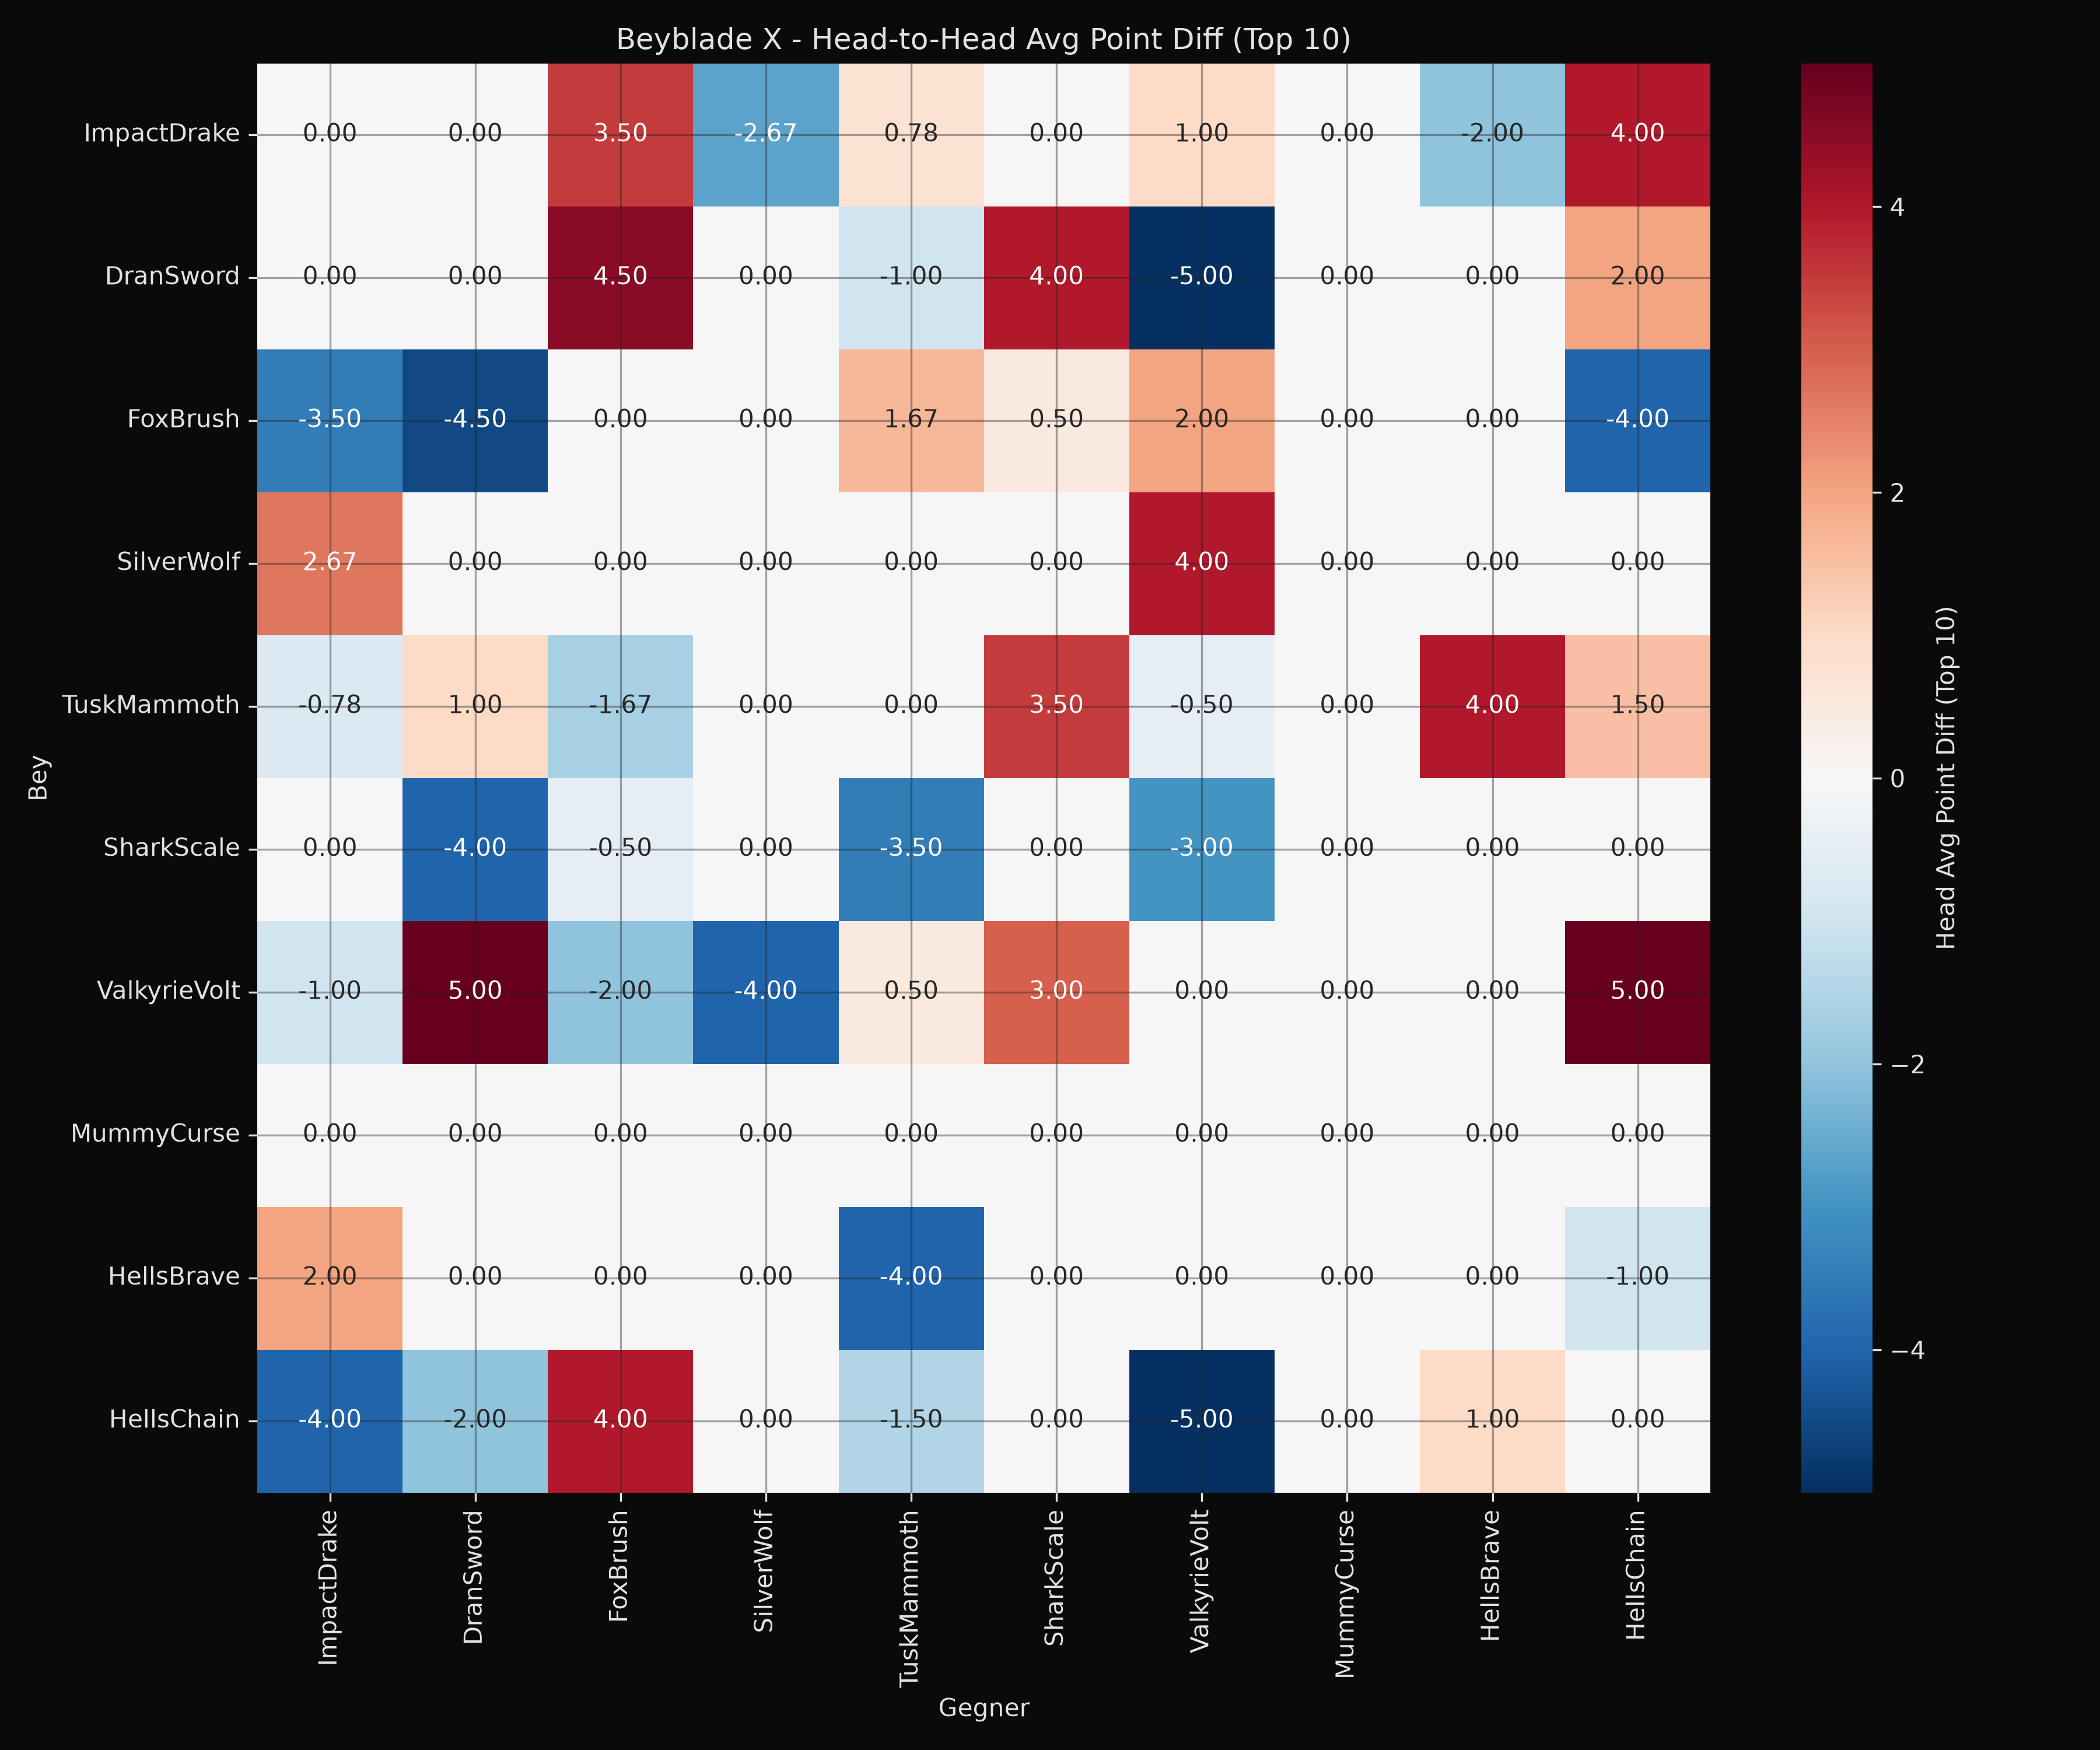 Beyblade X - Head-to-Head Avg Point Diff (Top 10)
ImpactDrake 0.00 0.00 3.50 -2.67 0.78 0.00 1.00 0.00 -2.00 4.00
DranSword 0.00 0.00 4.50 0.00 -1.00 4.00 -5.00 0.00 0.00 2.00
FoxBrush -3.50 -4.50 0.00 0.00 1.67 0.50 2.00 0.00 0.00 -4.00
SilverWolf 2.67 0.00 0.00 0.00 0.00 0.00 4.00 0.00 0.00 0.00
TuskMammoth -0.78 1.00 -1.67 0.00 0.00 3.50 -0.50 0.00 4.00 1.50
SharkScale 0.00 -4.00 -0.50 0.00 -3.50 0.00 -3.00 0.00 0.00 0.00
ValkyrieVolt -1.00 5.00 -2.00 -4.00 0.50 3.00 0.00 0.00 0.00 5.00
MummyCurse 0.00 0.00 0.00 0.00 0.00 0.00 0.00 0.00 0.00 0.00
HellsBrave 2.00 0.00 0.00 0.00 -4.00 0.00 0.00 0.00 0.00 -1.00
HellsChain -4.00 -2.00 4.00 0.00 -1.50 0.00 -5.00 0.00 1.00 0.00
Bey
ImpactDrake
DranSword
FoxBrush
SilverWolf
TuskMammoth
SharkScale
ValkyrieVolt
MummyCurse
HellsBrave
HellsChain
Gegner
4
2
0
−2
−4
Head Avg Point Diff (Top 10)